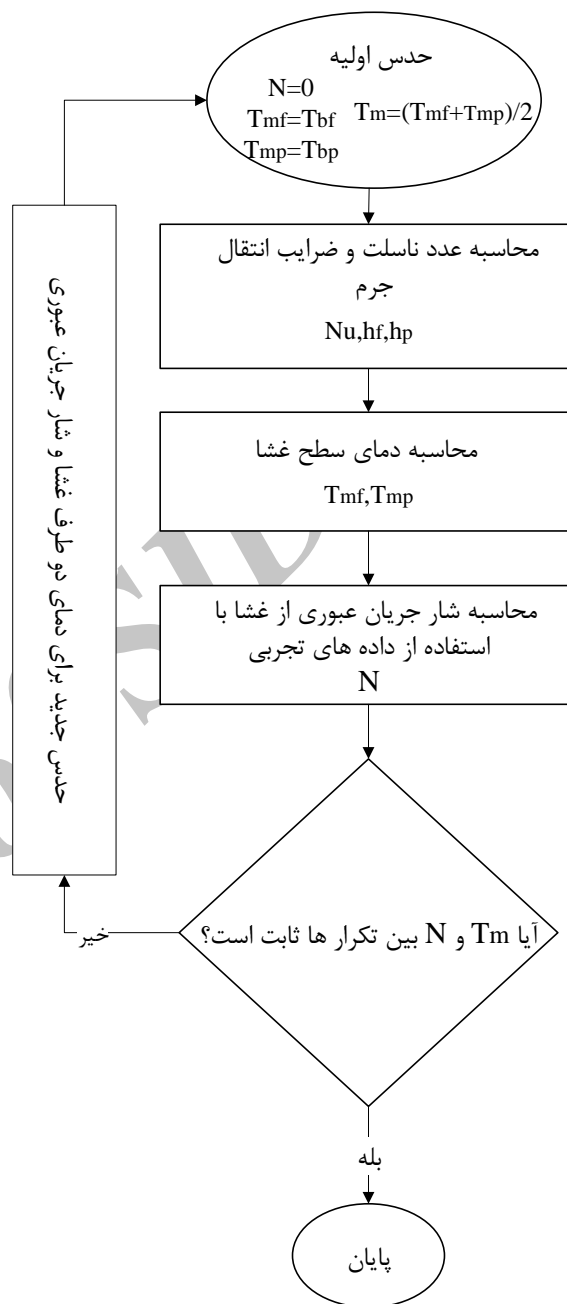 حدس اولیه
N=0
Tmf=Tbf
Tmp=Tbp
Tm=(Tmf+Tmp)/2
محاسبه عدد ناسلت و ضرایب انتقال
جرم
Nu,hf,hp
محاسبه دمای سطح غشا
Tmf,Tmp
محاسبه شار جریان عبوری از غشا با
استفاده از داده های تجربی
N
آیا Tm و N بین تکرار ها ثابت است؟
خیر
حدس جدید برای دمای دو طرف غشا و شار جریان عبوری
بله
پایان